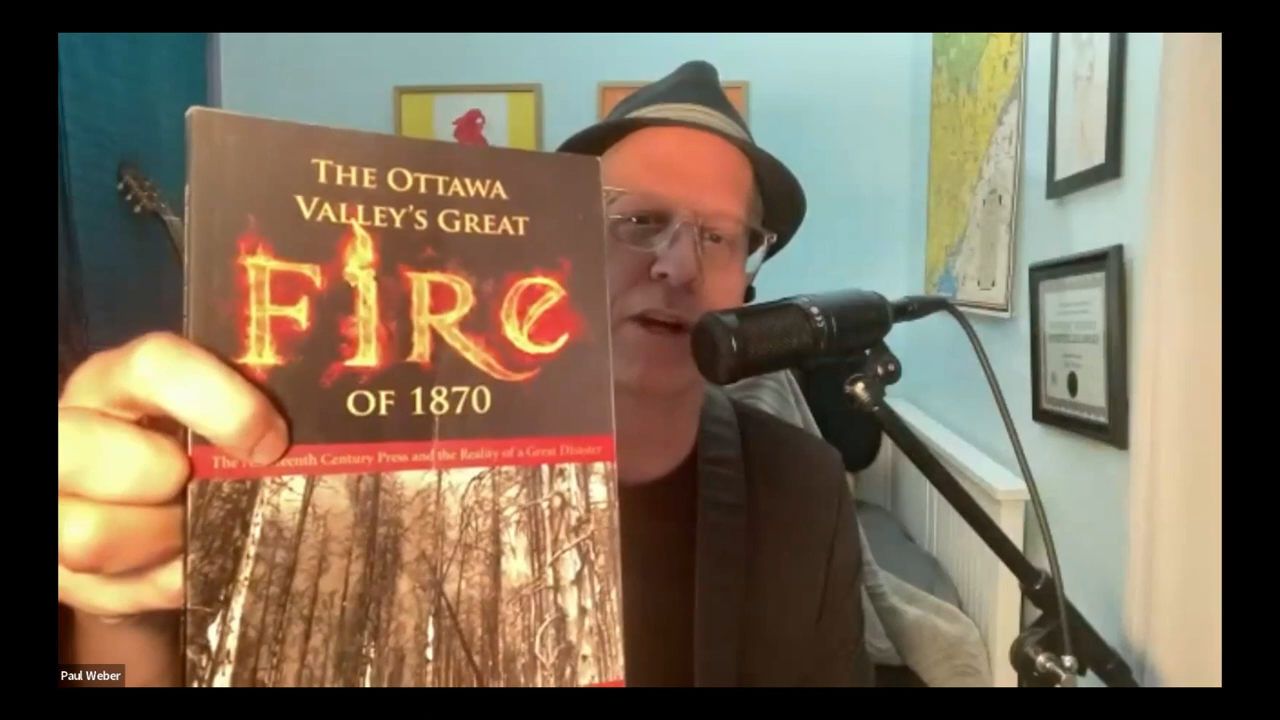 THE OTTAWA
VALLEY'S GREAT
FIRE
OF 1870
The Century Press and the Reality of a Great Disaster
Paul Weber